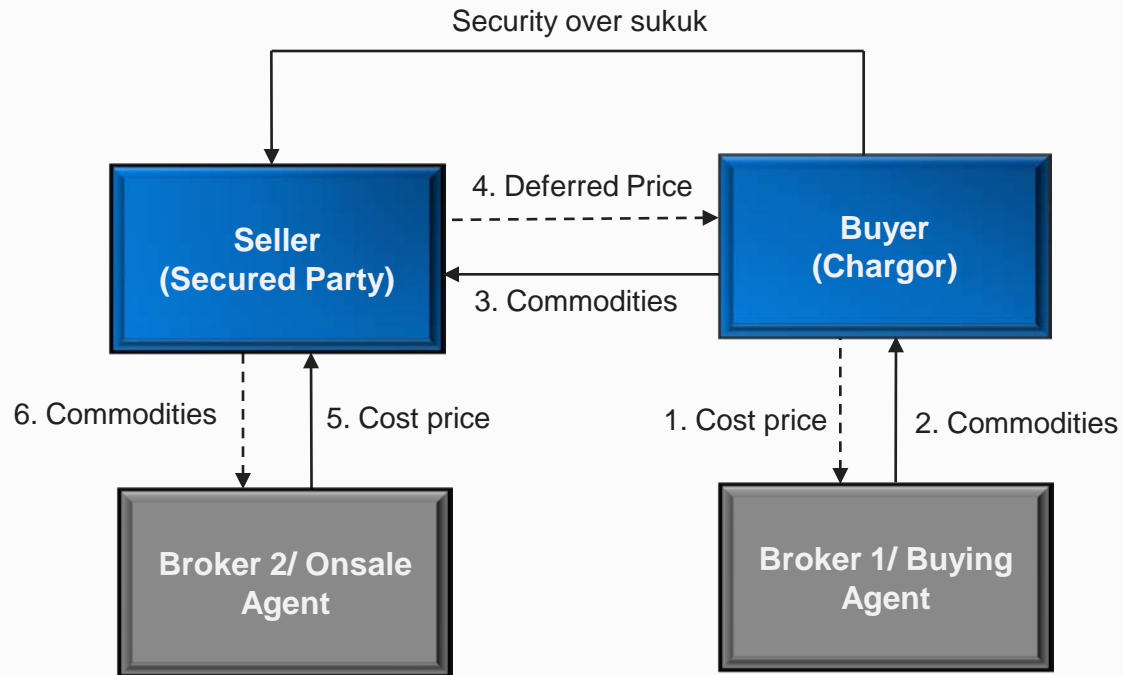 Security over sukuk
4. Deferred Price
Seller
(Secured Party)
Buyer
(Chargor)
3. Commodities
6. Commodities
5. Cost price
1. Cost price
2. Commodities
Broker 2/ Onsale
Agent
Broker 1/ Buying
Agent